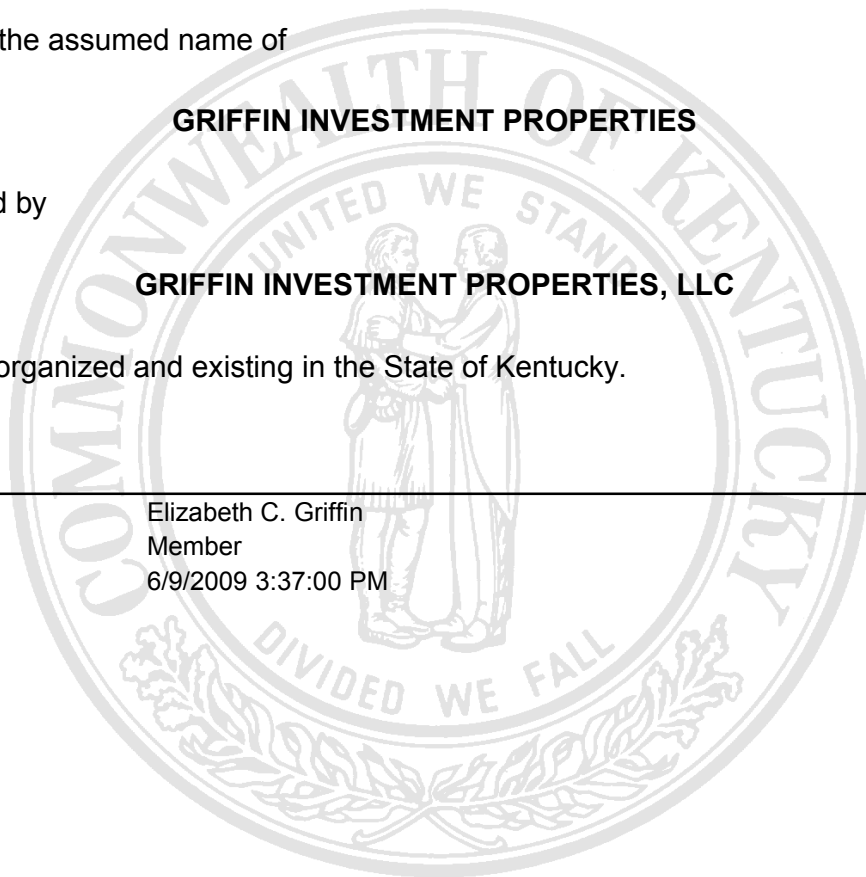 the assumed name of
GRIFFIN INVESTMENT PROPERTIES
d by
GRIFFIN INVESTMENT PROPERTIES, LLC
organized and existing in the State of Kentucky.
Elizabeth C. Griffin
Member
6/9/2009 3:37:00 PM
COMMONWEALTH OF KENTUCKY
UNITED WE STAND
DIVIDED WE FALL